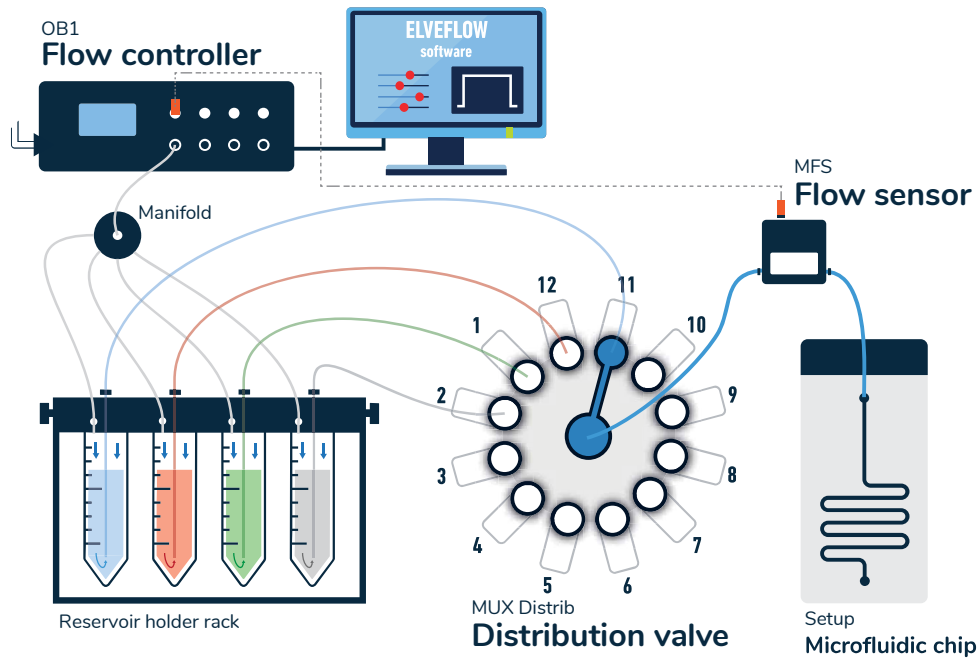 OB1
Flow controller
ELVEFLOW
software
MFS
Flow sensor
Manifold
12
11
1
10
2
9
3
8
4
7
5
6
Reservoir holder rack
MUX Distrib
Distribution valve
Setup
Microfluidic chip